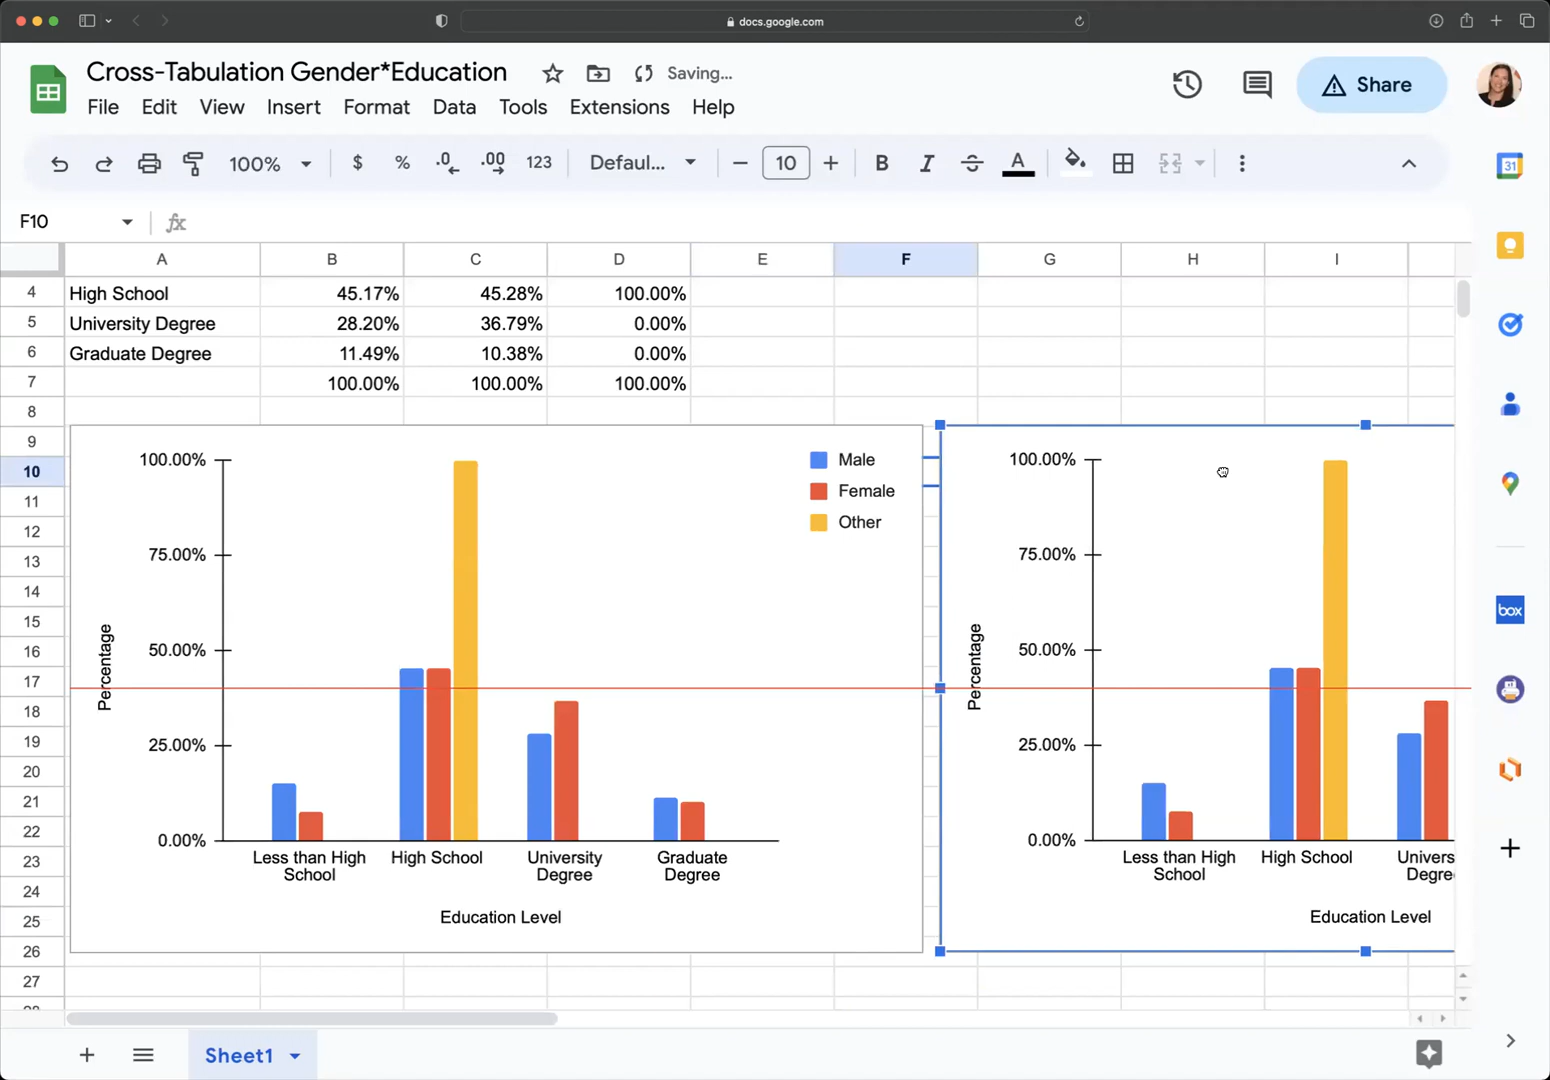 docs.google.com
Cross-Tabulation Gender*Education Saving...
File Edit View Insert Format Data Tools Extensions Help
Share
100% $ % .0 .00 123 Defaul... 10 B I A
31
F10 fx
A B C D E F G H I
4 High School 45.17% 45.28% 100.00%
5 University Degree 28.20% 36.79% 0.00%
6 Graduate Degree 11.49% 10.38% 0.00%
7 100.00% 100.00% 100.00%
8
9
10
11
12
13
14
15
16
17
18
19
20
21
22
23
24
25
26
27
28
100.00%
75.00%
50.00%
25.00%
0.00%
Percentage
Male
Female
Other
Less than High School
High School
University Degree
Graduate Degree
Education Level
100.00%
75.00%
50.00%
25.00%
0.00%
Percentage
Less than High School
High School
Univers
Degre
Education Level
box
Sheet1